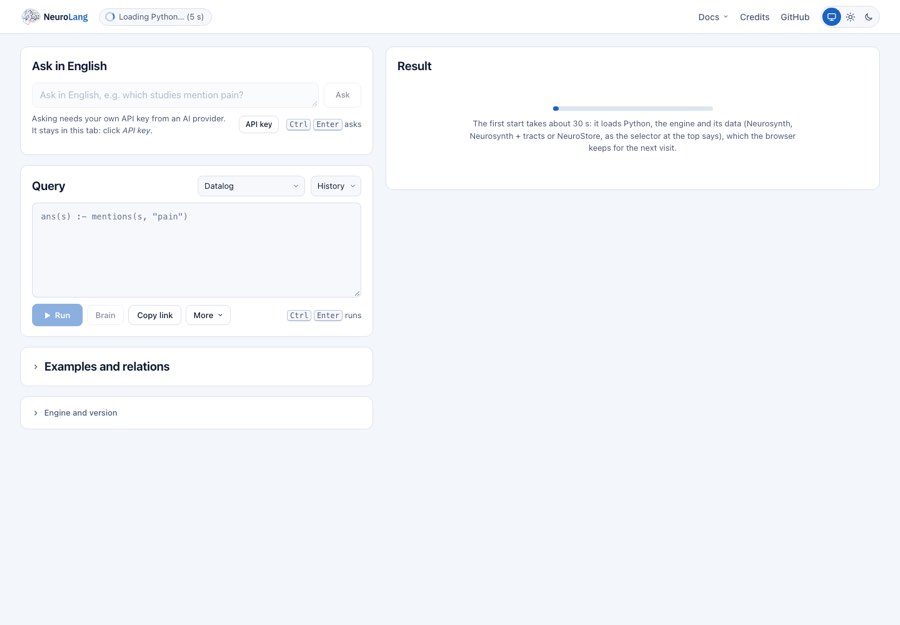 NeuroLang
Loading Python... (5 s)
Docs
Credits
GitHub
Ask in English
Ask in English, e.g. which studies mention pain?
Ask
Asking needs your own API key from an AI provider.
It stays in this tab: click API key.
API key
Ctrl Enter asks
Query
Datalog
History
ans(s) :- mentions(s, "pain")
Run
Brain
Copy link
More
Ctrl Enter runs
Examples and relations
Engine and version
Result
The first start takes about 30 s: it loads Python, the engine and its data (Neurosynth,
Neurosynth + tracts or NeuroStore, as the selector at the top says), which the browser
keeps for the next visit.